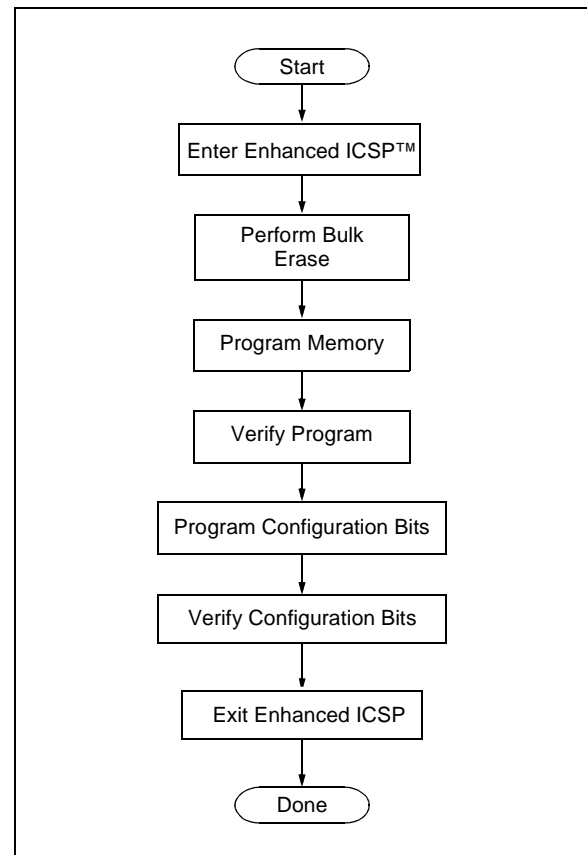 Start
Enter Enhanced ICSP™
Perform Bulk
Erase
Program Memory
Verify Program
Program Configuration Bits
Verify Configuration Bits
Exit Enhanced ICSP
Done